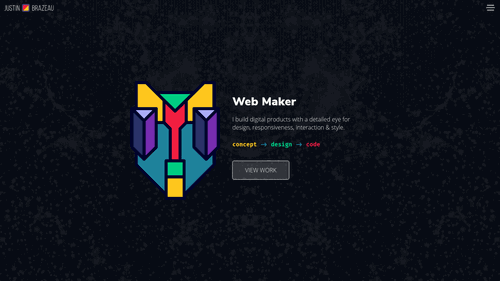 JUSTIN BRAZEAU
Web Maker
I build digital products with a detailed eye for
design, responsiveness, interaction & style.
concept → design → code
VIEW WORK